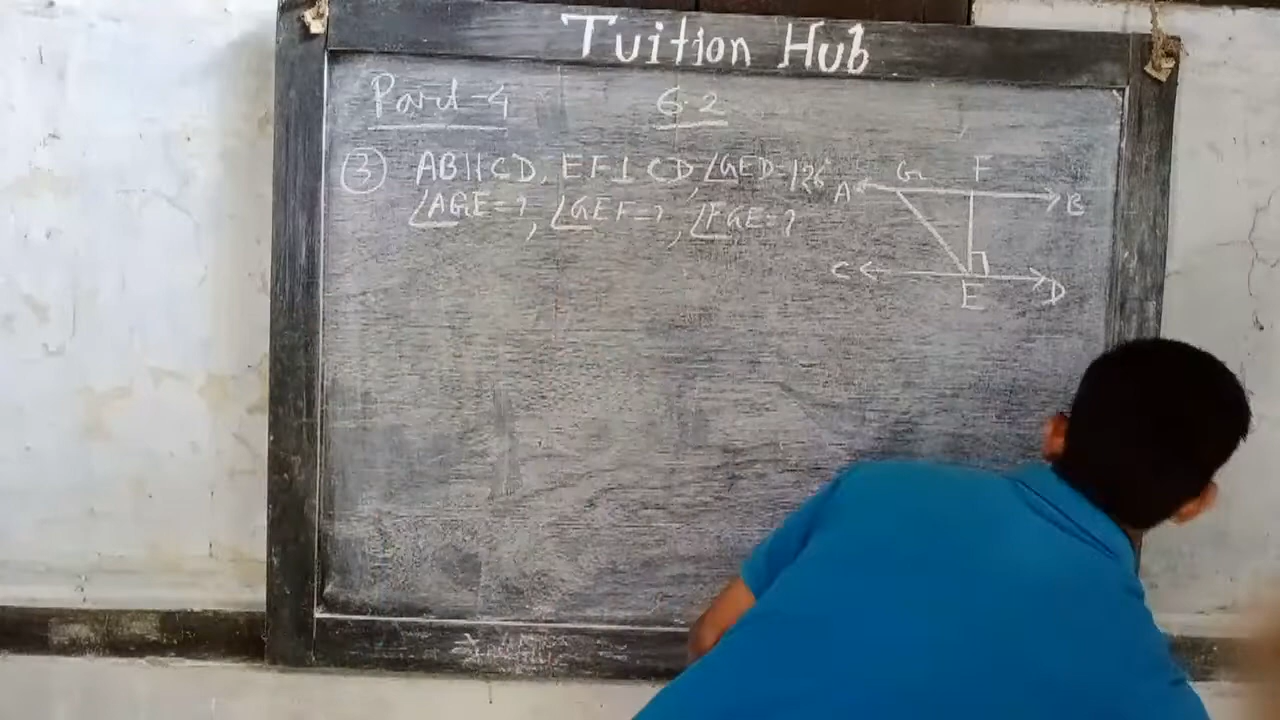 Tuition Hub
Part-4
6.2
③ AB||CD, EF⊥CD, ∠GED=126
∠AGE=?, ∠GEF=?, ∠FGE=?
A G F B
C E D